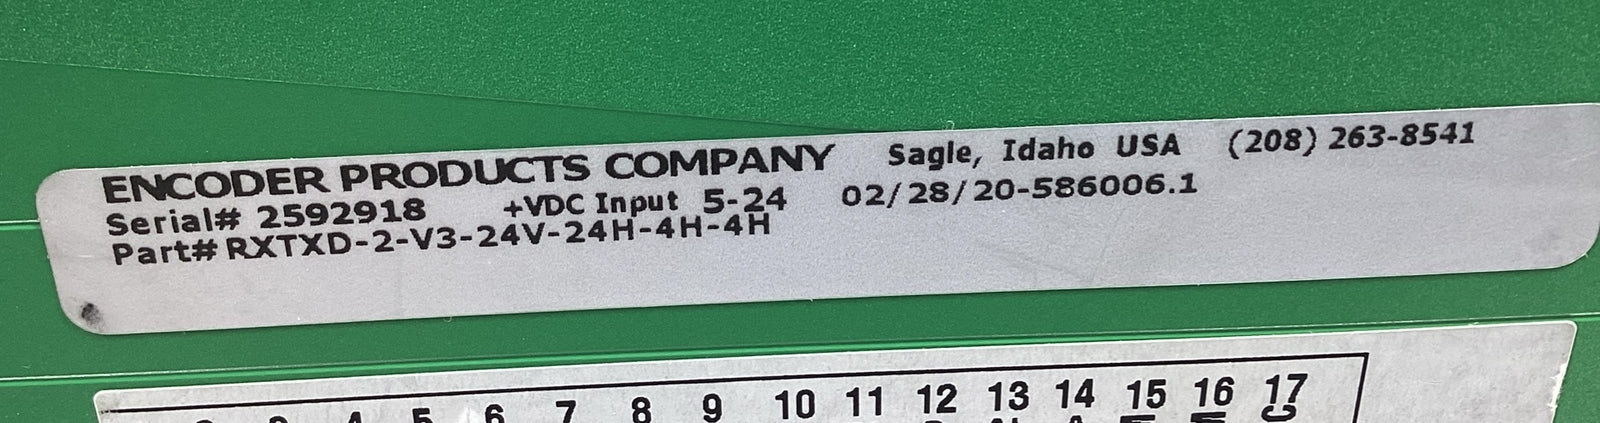 ENCODER PRODUCTS COMPANY Sagle, Idaho USA (208) 263-8541
Serial# 2592918 +VDC Input 5-24 02/28/20-586006.1
Part# RXTXD-2-V3-24V-24H-4H-4H
4 5 6 7 8 9 10 11 12 13 14 15 16 17